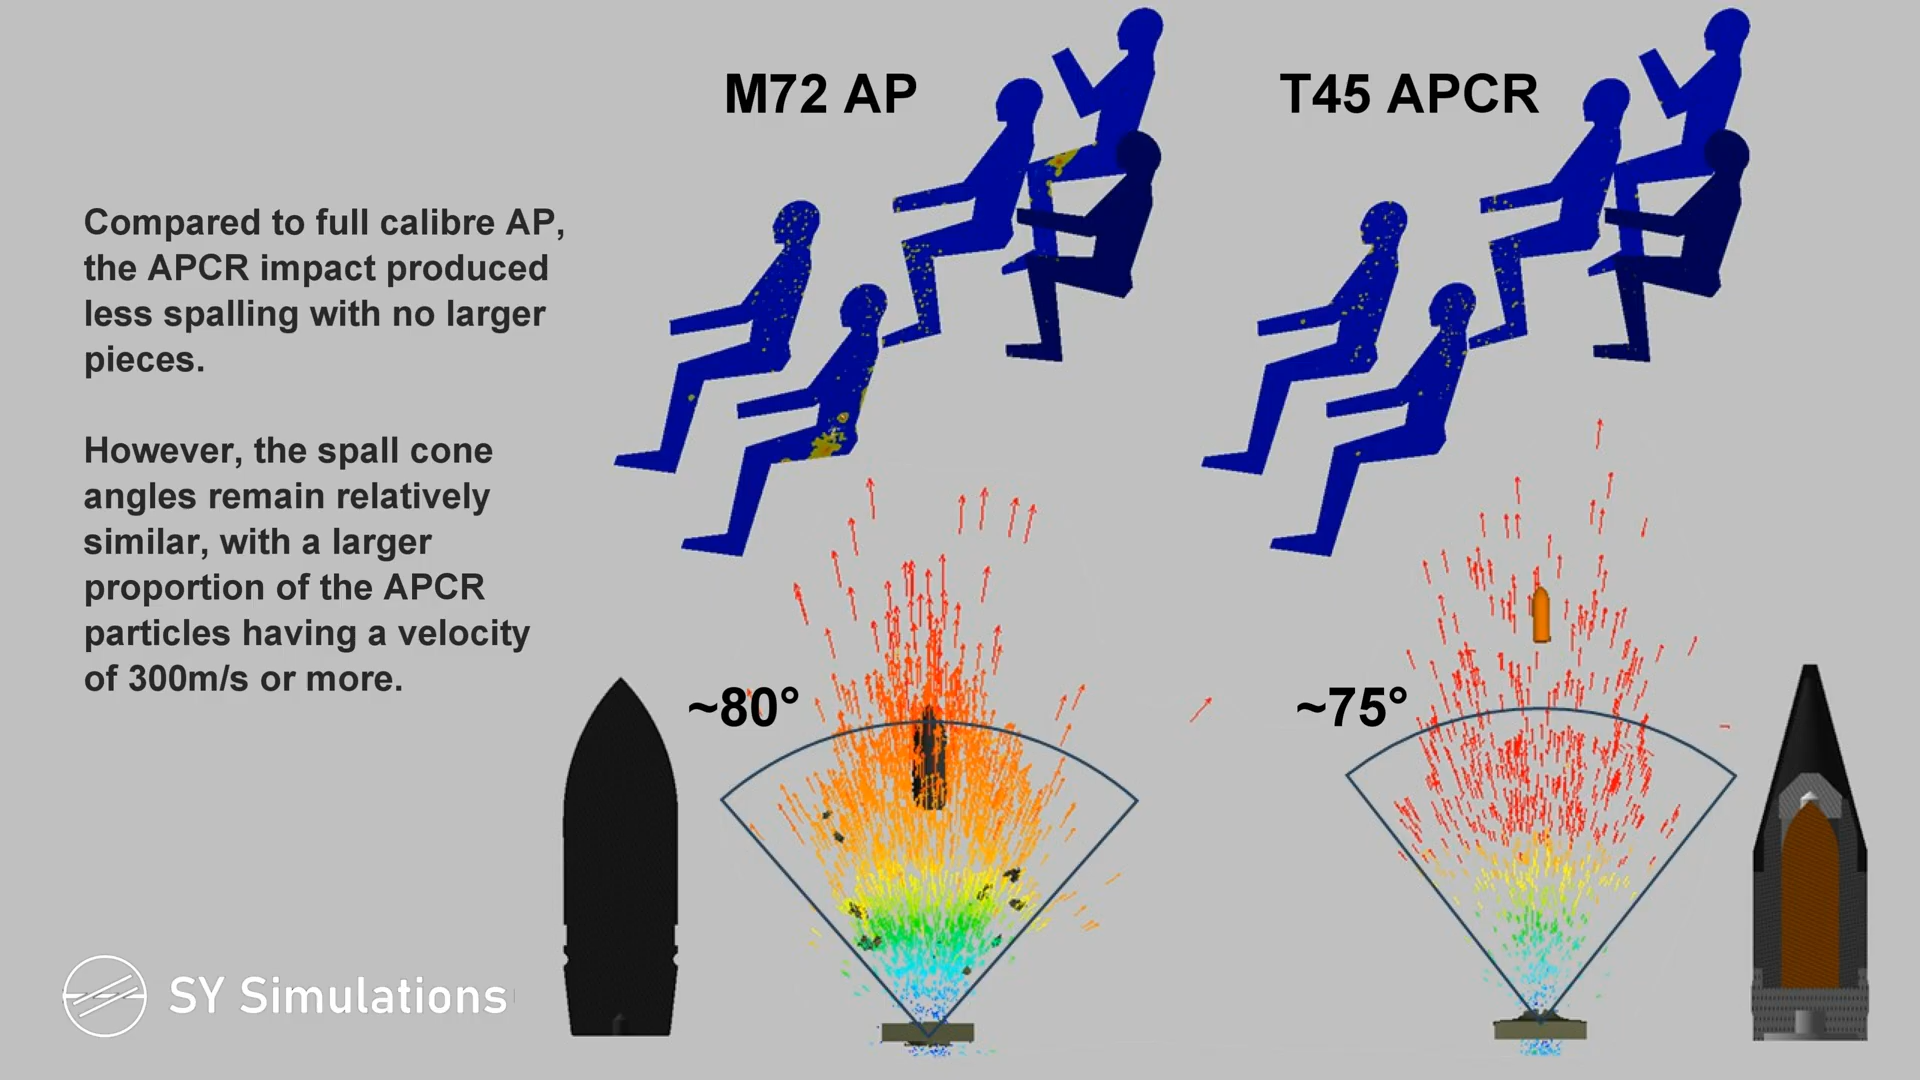 M72 AP
T45 APCR
Compared to full calibre AP,
the APCR impact produced
less spalling with no larger
pieces.
However, the spall cone
angles remain relatively
similar, with a larger
proportion of the APCR
particles having a velocity
of 300m/s or more.
~80°
~75°
SY Simulations